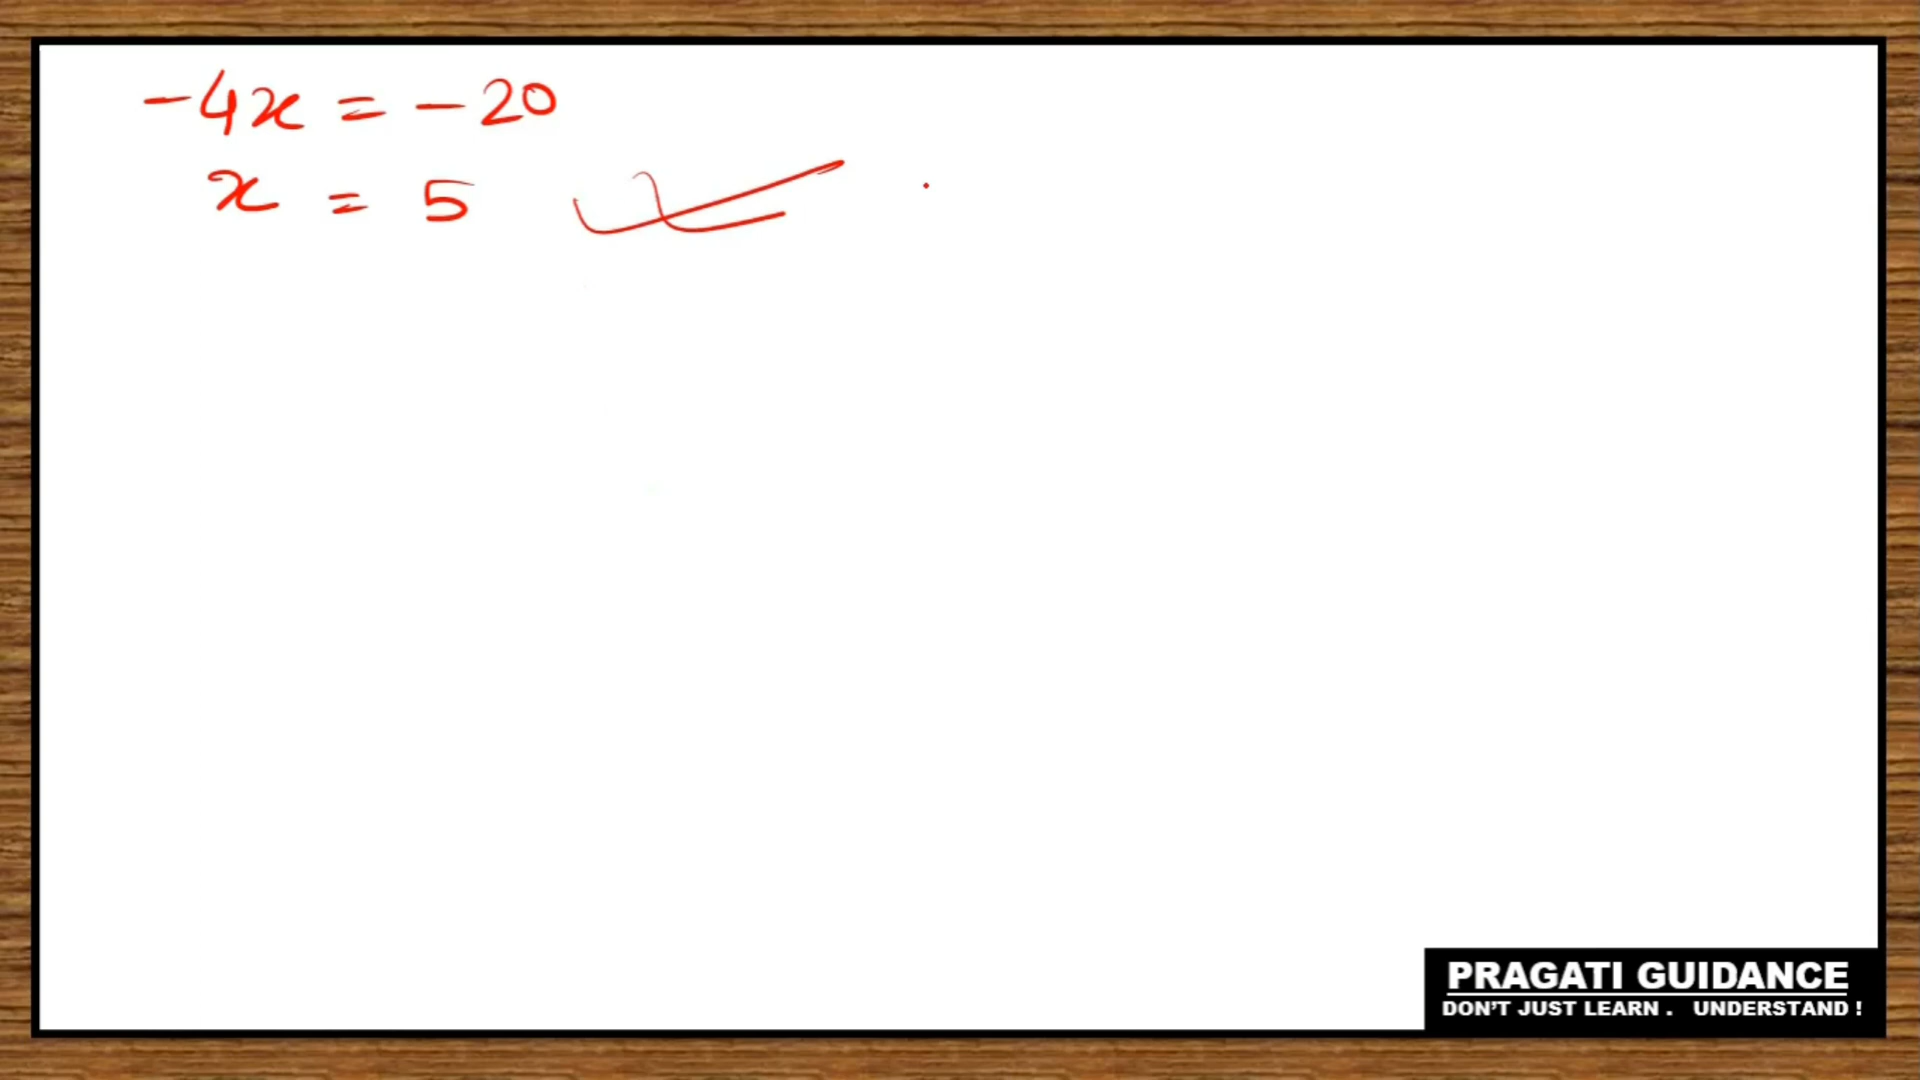 -4x = -20
x = 5
PRAGATI GUIDANCE
DON'T JUST LEARN . UNDERSTAND !